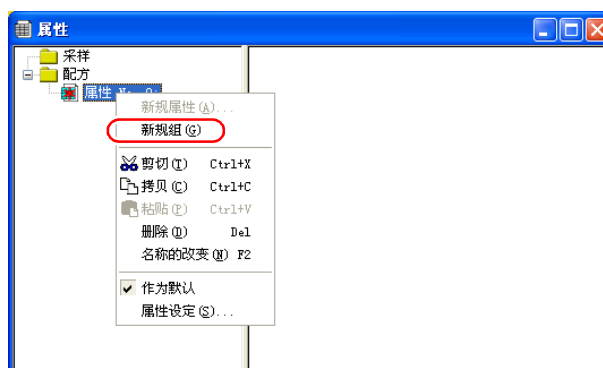 属性
采样
配方
属性
新规属性(A)...
新规组(G)
剪切(T) Ctrl+X
拷贝(C) Ctrl+C
粘贴(P) Ctrl+V
删除(D) Del
名称的改变(N) F2
作为默认
属性设定(S)...